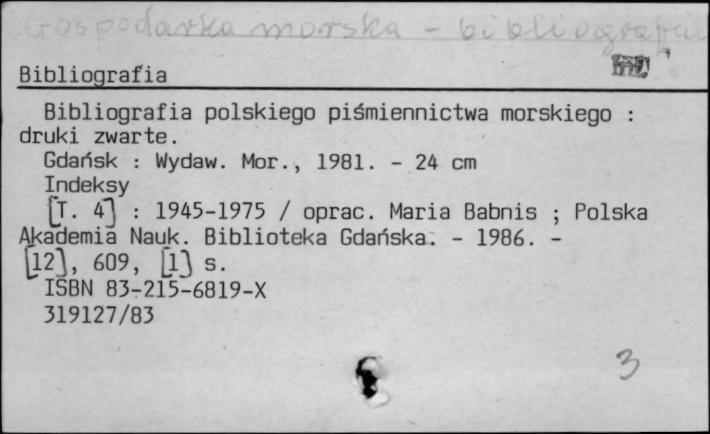 Gospodarka morska - bibliografia
Bibliografia
Bibliografia polskiego piśmiennictwa morskiego :
druki zwarte.
Gdańsk : Wydaw. Mor., 1981. - 24 cm
Indeksy
[T. 4] : 1945-1975 / oprac. Maria Babnis ; Polska
Akademia Nauk. Biblioteka Gdańska. - 1986. -
[12], 609, [1] s.
ISBN 83-215-6819-X
319127/83
3